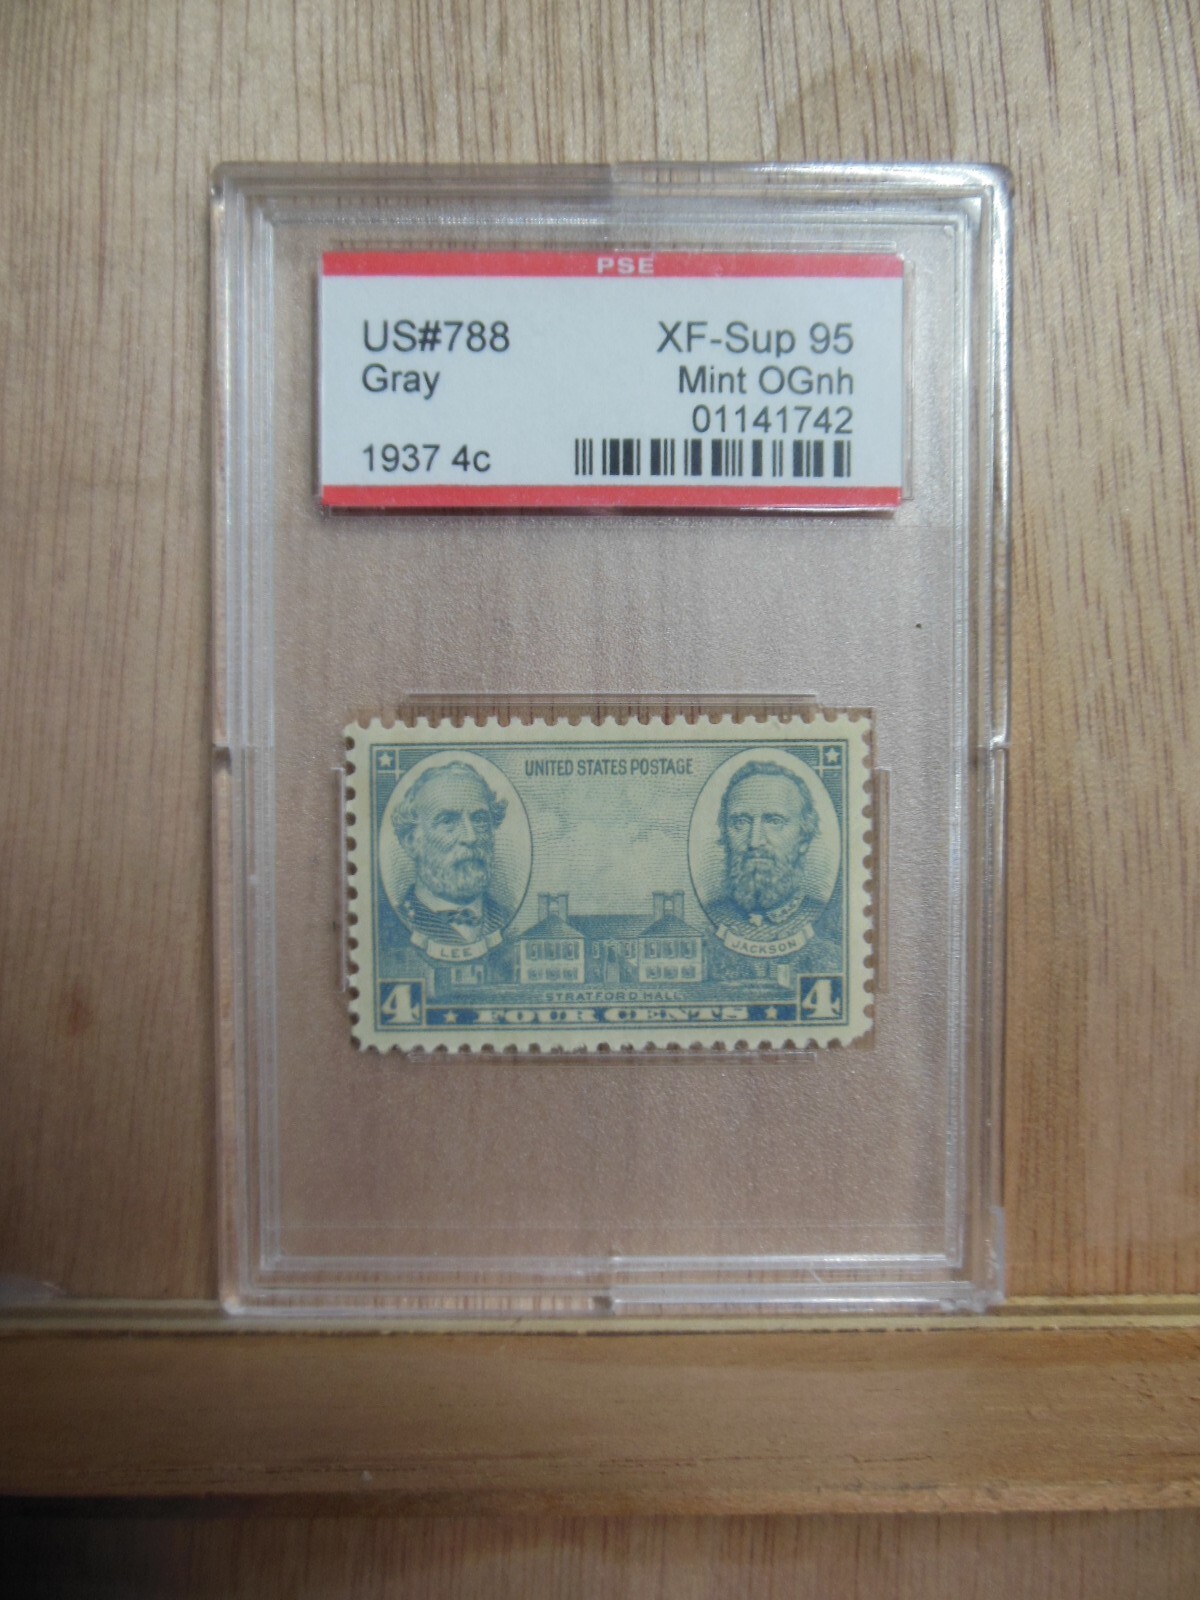 PSE
US#788 XF-Sup 95
Gray Mint OGnh
01141742
1937 4c
UNITED STATES POSTAGE
LEE JACKSON
STRATFORD HALL
4 FOUR CENTS 4